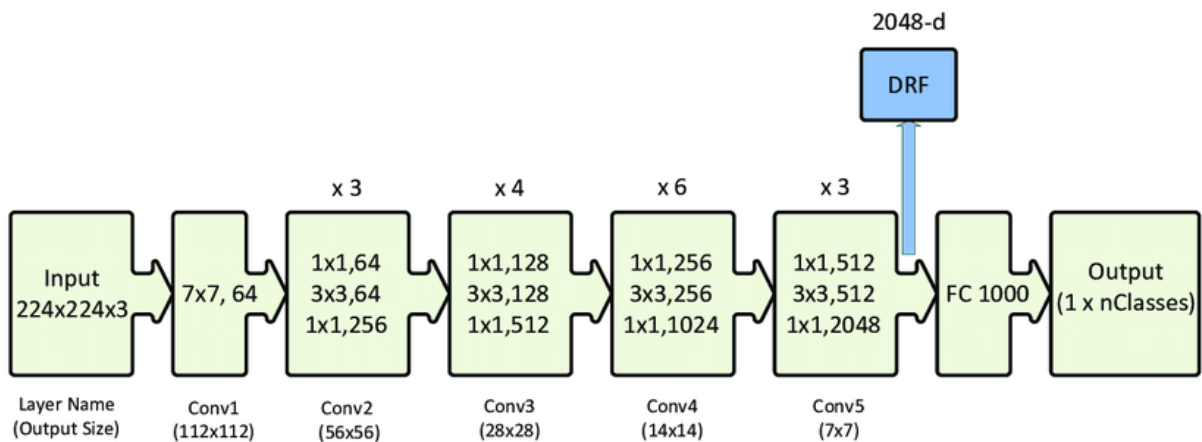 2048-d
DRF
x 3
x 4
x 6
x 3
Input
224x224x3
7x7, 64
1x1,64
3x3,64
1x1,256
1x1,128
3x3,128
1x1,512
1x1,256
3x3,256
1x1,1024
1x1,512
3x3,512
1x1,2048
FC 1000
Output
(1 x nClasses)
Layer Name
(Output Size)
Conv1
(112x112)
Conv2
(56x56)
Conv3
(28x28)
Conv4
(14x14)
Conv5
(7x7)